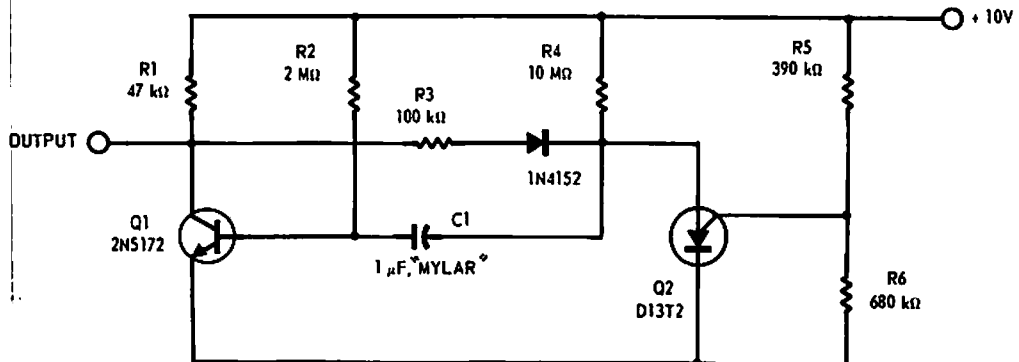 + 10V
R1
47 kΩ
R2
2 MΩ
R3
100 kΩ
R4
10 MΩ
R5
390 kΩ
OUTPUT
1N4152
Q1
2N5172
C1
1 μF,"MYLAR"
Q2
D13T2
R6
680 kΩ